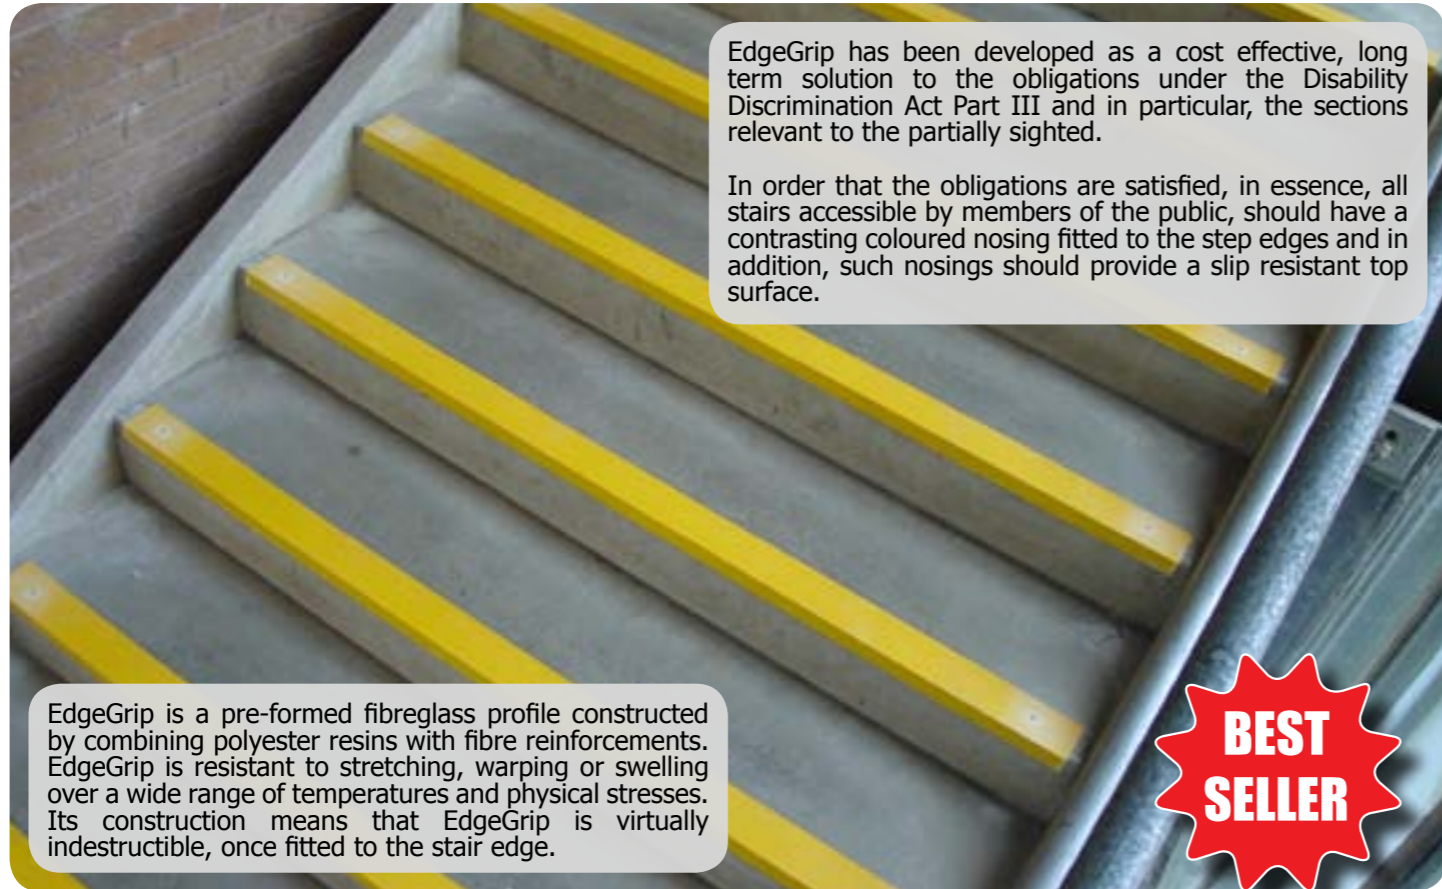 EdgeGrip has been developed as a cost effective, long
term solution to the obligations under the Disability
Discrimination Act Part III and in particular, the sections
relevant to the partially sighted.
In order that the obligations are satisfied, in essence, all
stairs accessible by members of the public, should have a
contrasting coloured nosing fitted to the step edges and in
addition, such nosings should provide a slip resistant top
surface.
EdgeGrip is a pre-formed fibreglass profile constructed
by combining polyester resins with fibre reinforcements.
EdgeGrip is resistant to stretching, warping or swelling
over a wide range of temperatures and physical stresses.
Its construction means that EdgeGrip is virtually
indestructible, once fitted to the stair edge.
BEST
SELLER